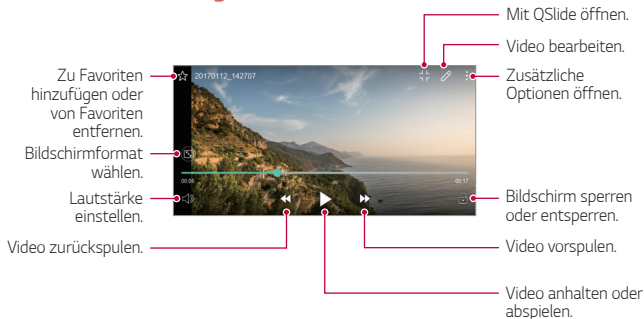 Mit QSlide öffnen.
Video bearbeiten.
Zusätzliche
Optionen öffnen.
Zu Favoriten
hinzufügen oder
von Favoriten
entfernen.
20170112_142707
Bildschirmformat
wählen.
00:06
00:17
Lautstärke
einstellen.
Bildschirm sperren
oder entsperren.
Video zurückspulen.
Video vorspulen.
Video anhalten oder
abspielen.